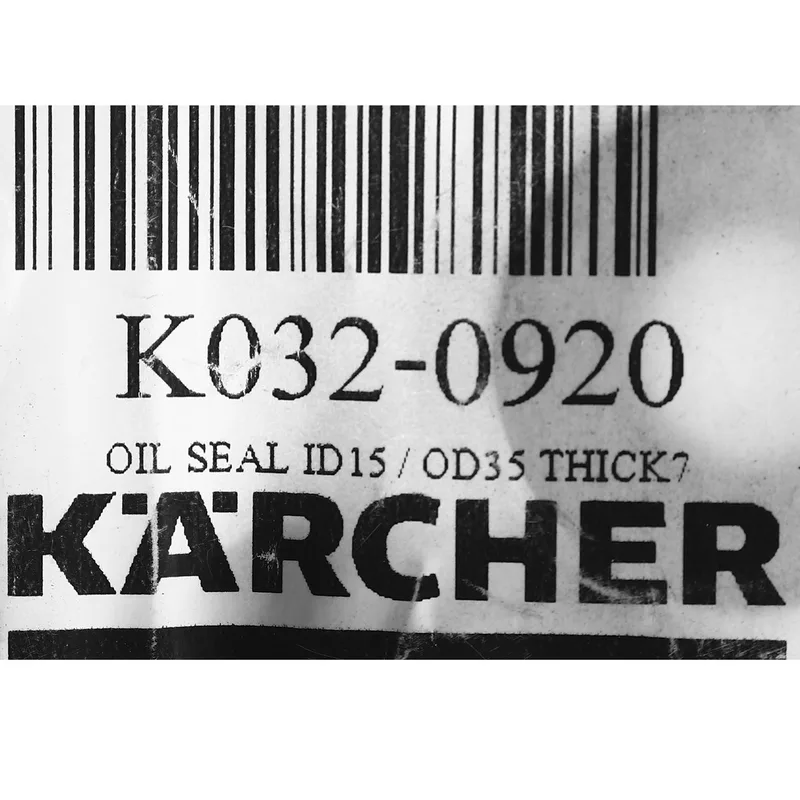 K032-0920
OIL SEAL ID15 / OD35 THICK7
KÄRCHER